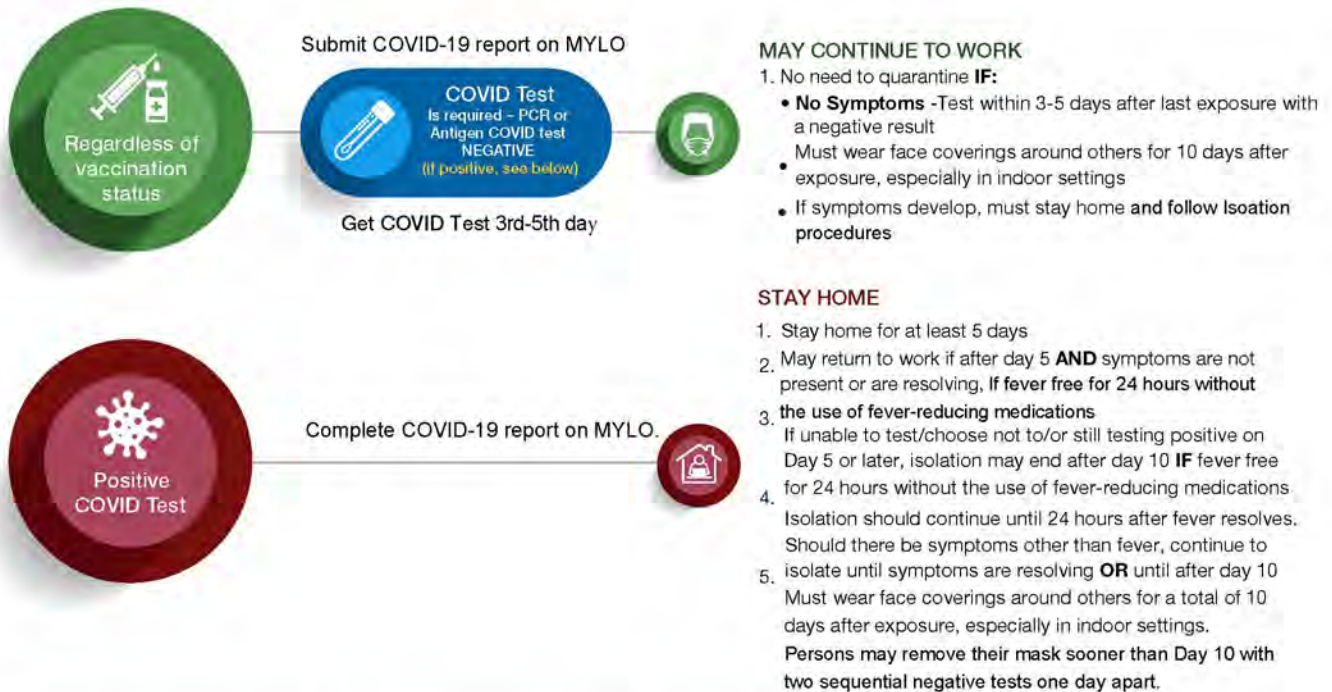 Submit COVID-19 report on MYLO
Regardless of
vaccination
status
COVID Test
Is required – PCR or
Antigen COVID test
NEGATIVE
(if positive, see below)
Get COVID Test 3rd-5th day
MAY CONTINUE TO WORK
1. No need to quarantine IF:
• No Symptoms -Test within 3-5 days after last exposure with
a negative result
Must wear face coverings around others for 10 days after
• exposure, especially in indoor settings
• If symptoms develop, must stay home and follow Isoation
procedures
Positive
COVID Test
Complete COVID-19 report on MYLO.
STAY HOME
1. Stay home for at least 5 days
2. May return to work if after day 5 AND symptoms are not
present or are resolving, If fever free for 24 hours without
3. the use of fever-reducing medications
If unable to test/choose not to/or still testing positive on
Day 5 or later, isolation may end after day 10 IF fever free
4. for 24 hours without the use of fever-reducing medications
Isolation should continue until 24 hours after fever resolves.
Should there be symptoms other than fever, continue to
5. isolate until symptoms are resolving OR until after day 10
Must wear face coverings around others for a total of 10
days after exposure, especially in indoor settings.
Persons may remove their mask sooner than Day 10 with
two sequential negative tests one day apart.